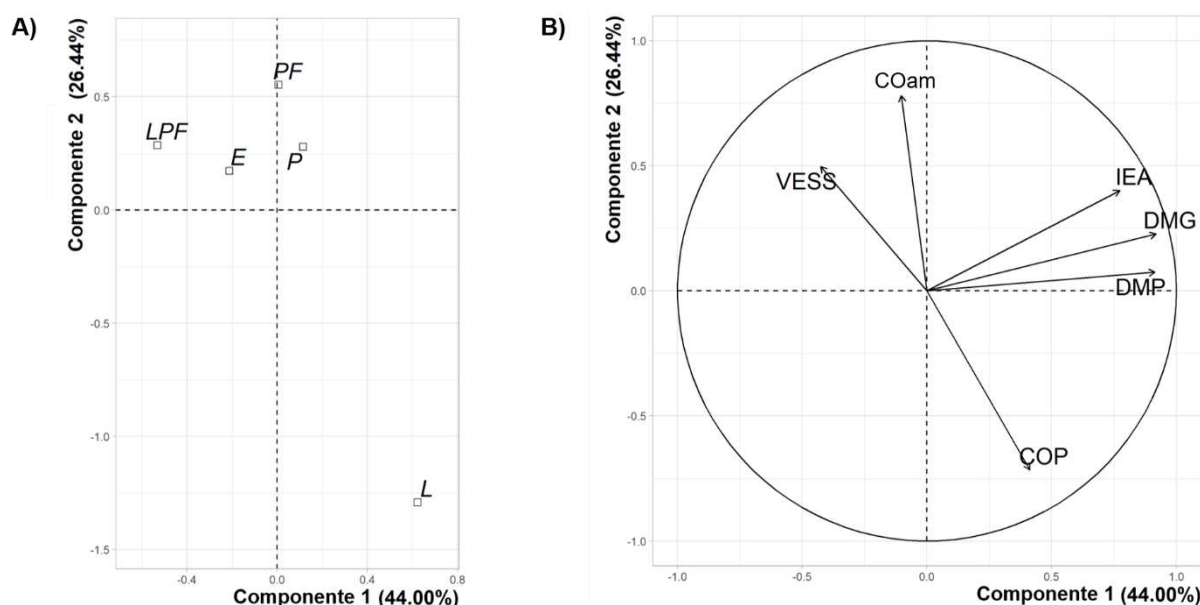 A)
Componente 2 (26.44%)
0.5
0.0
-0.5
-1.0
-1.5
PF
LPF
E
P
L
-0.4
0.0
0.4
0.8
Componente 1 (44.00%)
B)
Componente 2 (26.44%)
1.0
0.5
0.0
-0.5
-1.0
COam
VESS
IEA
DMG
DMP
COP
-1.0
-0.5
0.0
0.5
1.0
Componente 1 (44.00%)